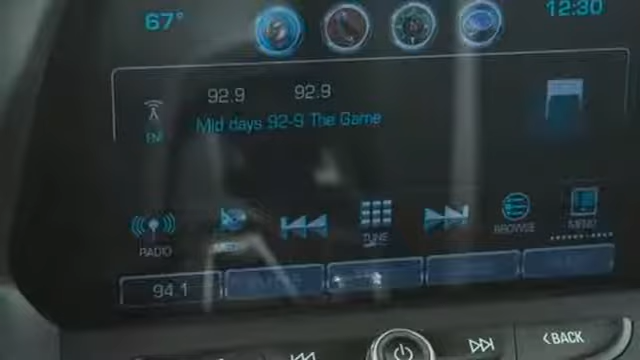 67° 12:30
92.9 92.9
FM
Mid days 92-9 The Game
RADIO TUNE BROWSE MENU
94.1
BACK